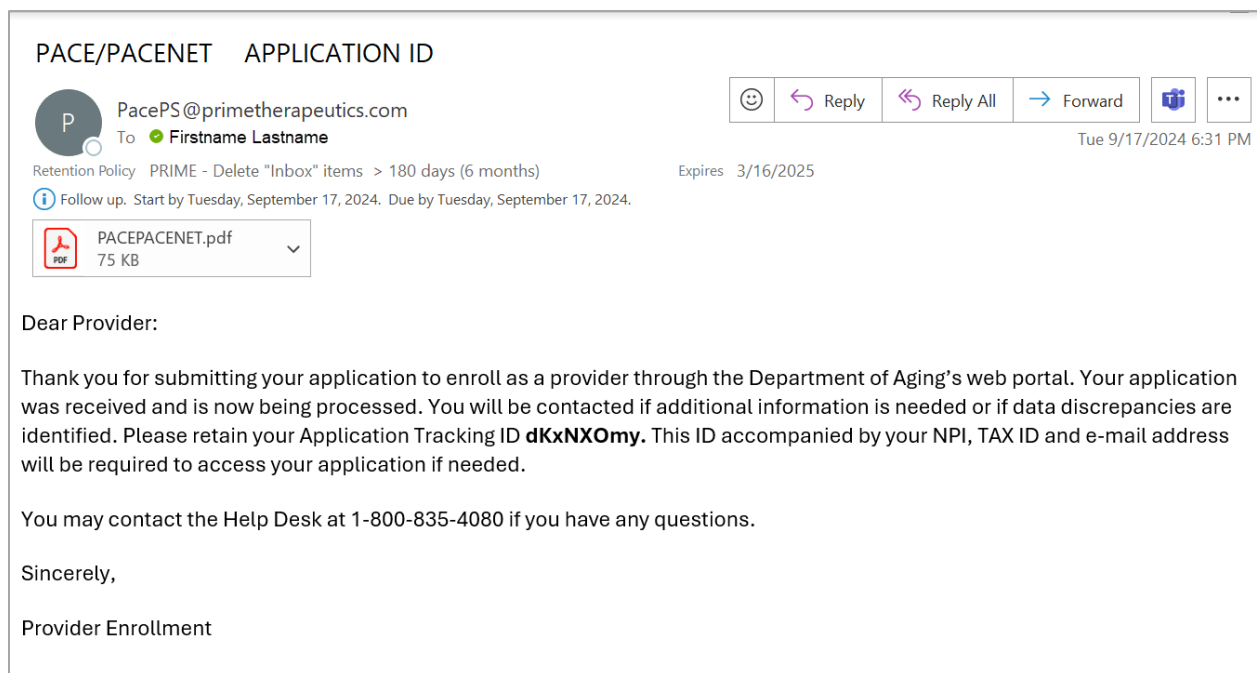 PACE/PACENET APPLICATION ID
P
PacePS@primetherapeutics.com
To Firstname Lastname
Reply
Reply All
Forward
Tue 9/17/2024 6:31 PM
Retention Policy PRIME - Delete "Inbox" items > 180 days (6 months)
Expires 3/16/2025
Follow up. Start by Tuesday, September 17, 2024. Due by Tuesday, September 17, 2024.
PDF
PACEPACENET.pdf
75 KB
Dear Provider:
Thank you for submitting your application to enroll as a provider through the Department of Aging’s web portal. Your application
was received and is now being processed. You will be contacted if additional information is needed or if data discrepancies are
identified. Please retain your Application Tracking ID dKxNXOmy. This ID accompanied by your NPI, TAX ID and e-mail address
will be required to access your application if needed.
You may contact the Help Desk at 1-800-835-4080 if you have any questions.
Sincerely,
Provider Enrollment